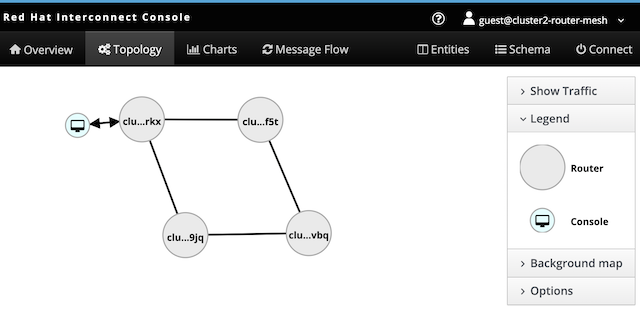 Red Hat Interconnect Console
guest@cluster2-router-mesh
Overview Topology Charts Message Flow Entities Schema Connect
Show Traffic
Legend
clu...rkx clu...f5t
Router
Console
clu...9jq clu...vbq
Background map
Options